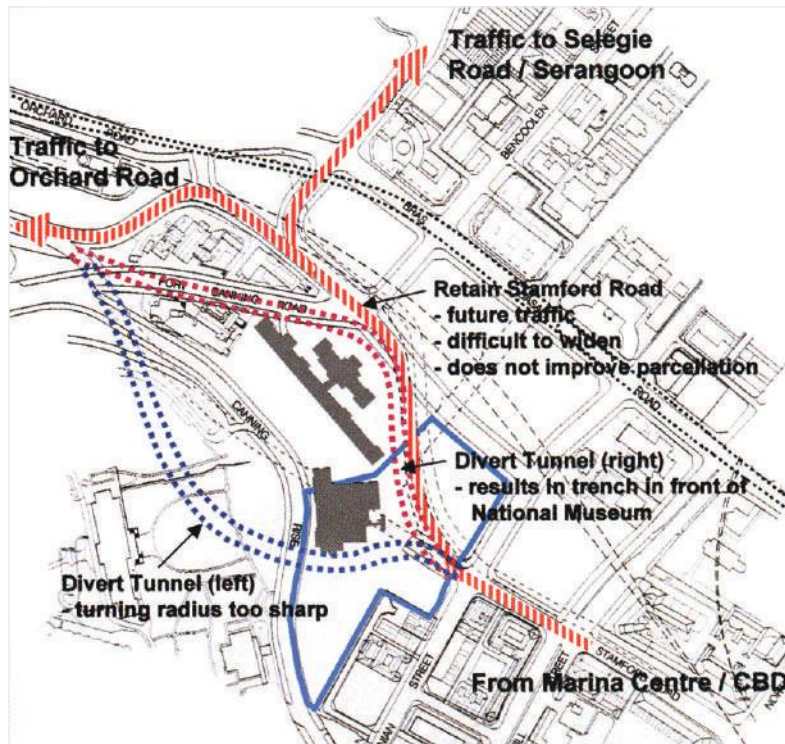 Traffic to Selegie
Road / Serangoon
STREET
BENCOOLEN
ORCHARD
ROAD
Traffic to
Orchard Road
BRAS
Retain Stamford Road
- future traffic
- difficult to widen
- does not improve parcellation
FORT CANNING ROAD
CANNING
RISE
ROAD
Divert Tunnel (right)
- results in trench in front of
National Museum
Divert Tunnel (left)
- turning radius too sharp
STREET
STAMFORD
From Marina Centre / CBD